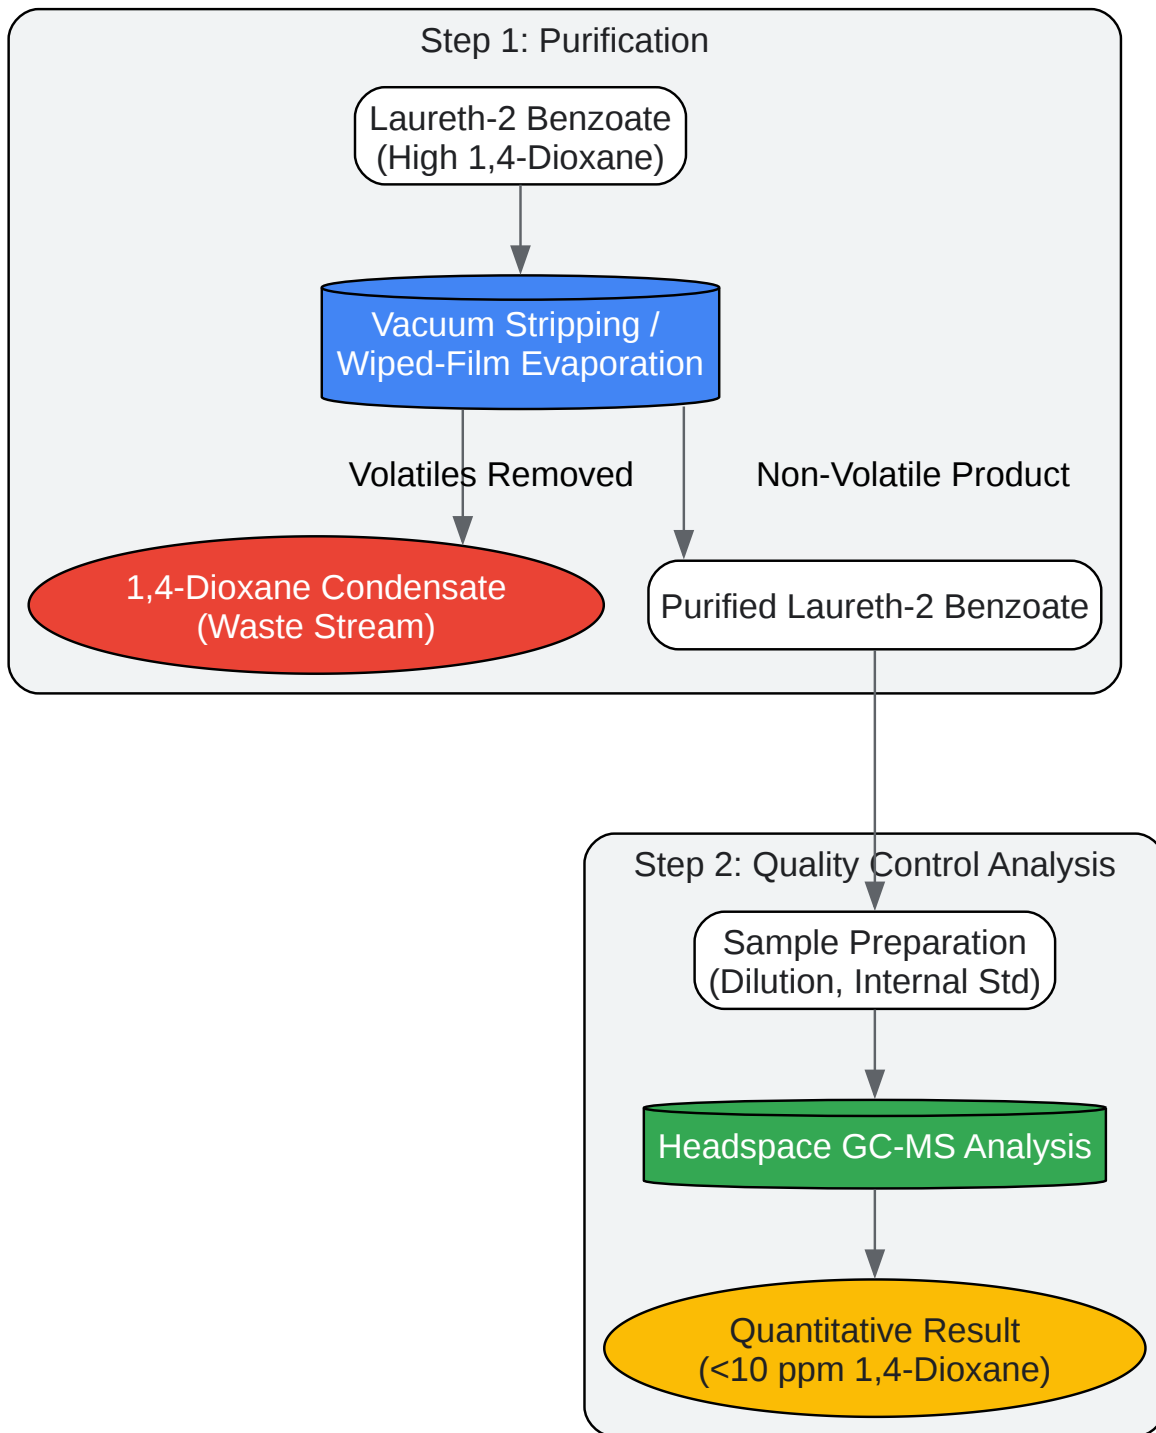 Step 1: Purification
Laureth-2 Benzoate
(High 1,4-Dioxane)
Vacuum Stripping /
Wiped-Film Evaporation
Volatiles Removed
Non-Volatile Product
1,4-Dioxane Condensate
(Waste Stream)
Purified Laureth-2 Benzoate
Step 2: Quality Control Analysis
Sample Preparation
(Dilution, Internal Std)
Headspace GC-MS Analysis
Quantitative Result
(<10 ppm 1,4-Dioxane)